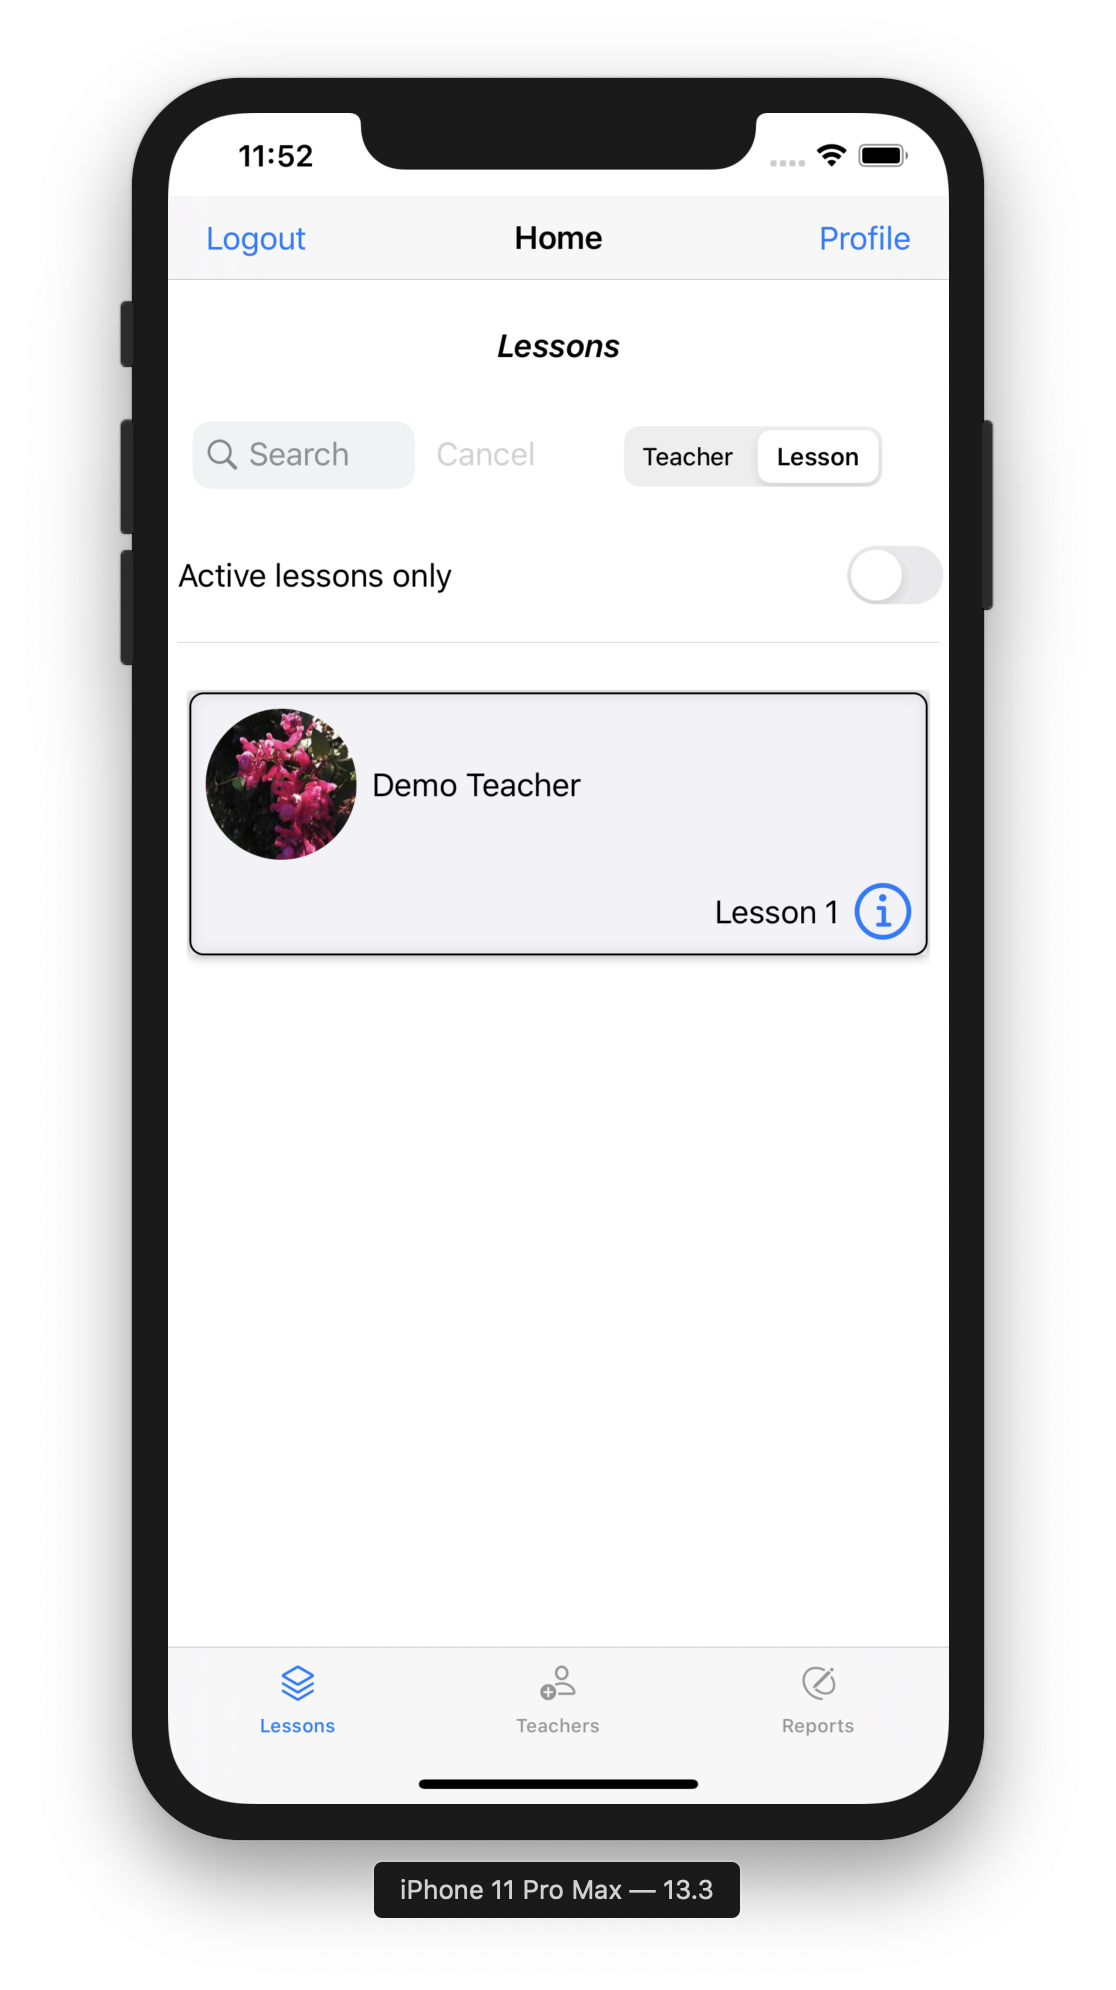 11:52
Logout Home Profile
Lessons
Search Cancel Teacher Lesson
Active lessons only
Demo Teacher
Lesson 1
Lessons Teachers Reports
iPhone 11 Pro Max — 13.3